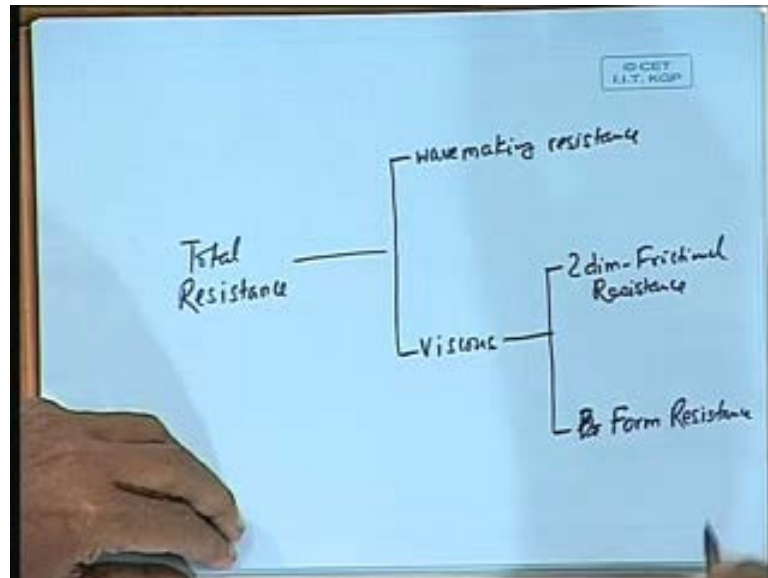 © CET
I.I.T. KGP
wavemaking resistance
Total
Resistance
2 dim-Frictional
Resistance
Viscous
Form Resistance